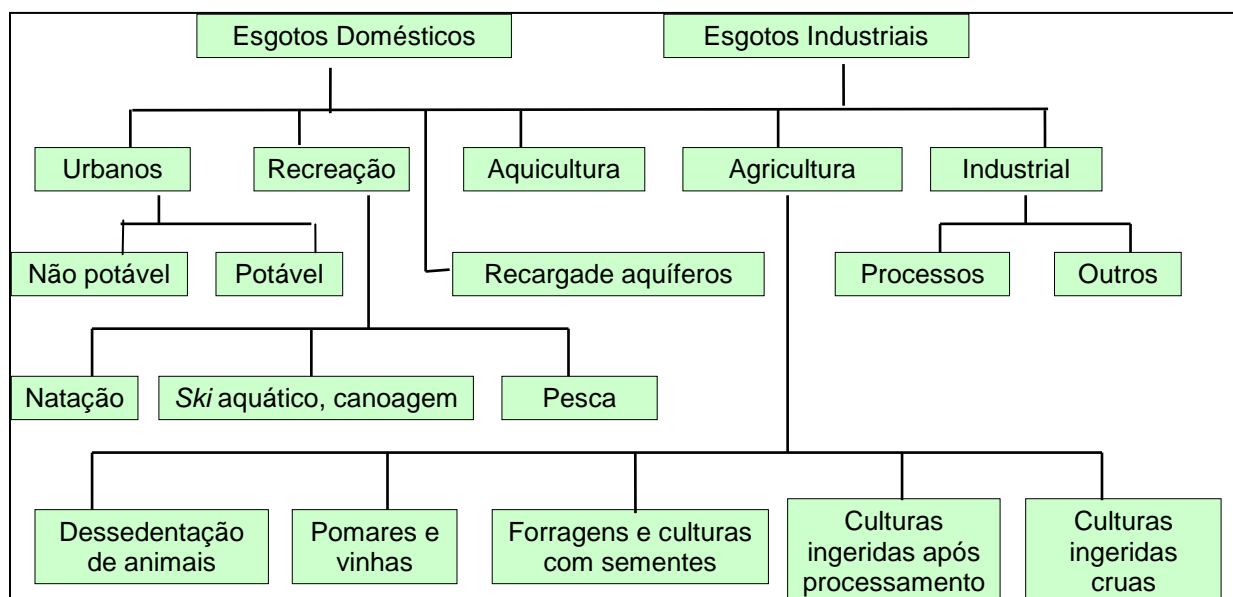 Esgotos Domésticos
Esgotos Industriais
Urbanos
Recreação
Aquicultura
Agricultura
Industrial
Não potável
Potável
Recargade aquíferos
Processos
Outros
Natação
Ski aquático, canoagem
Pesca
Dessedentação
de animais
Pomares e
vinhas
Forragens e culturas
com sementes
Culturas
ingeridas após
processamento
Culturas
ingeridas
cruas